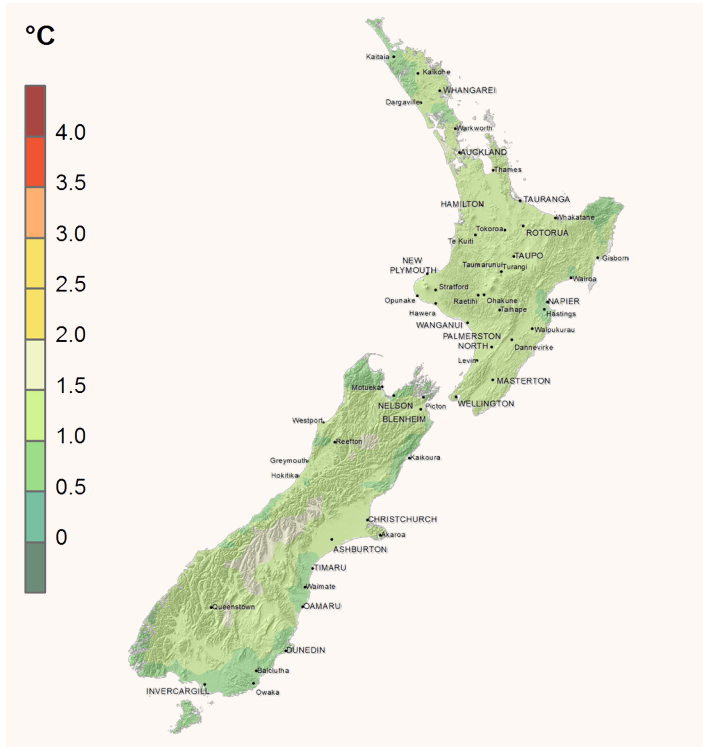 °C
4.0
3.5
3.0
2.5
2.0
1.5
1.0
0.5
0
Kaitaia
Kaikohe
WHANGAREI
Dargaville
Warkworth
AUCKLAND
Thames
TAURANGA
HAMILTON
Whakatane
Tokoroa
ROTORUA
Te Kuiti
TAUPO
Gisborn
NEW
PLYMOUTH
Taumarunui
Turangi
Wairoa
Stratford
Opunake
Raetihi
Ohakune
NAPIER
Hawera
Taihape
Hastings
WANGANUI
Waipukurau
PALMERSTON
NORTH
Dannevirke
Levin
MASTERTON
Motueka
WELLINGTON
NELSON
Picton
BLENHEIM
Westport
Reefton
Greymouth
Kaikoura
Hokitika
CHRISTCHURCH
Akaroa
ASHBURTON
TIMARU
Waimate
Queenstown
OAMARU
DUNEDIN
Balclutha
INVERCARGILL
Owaka